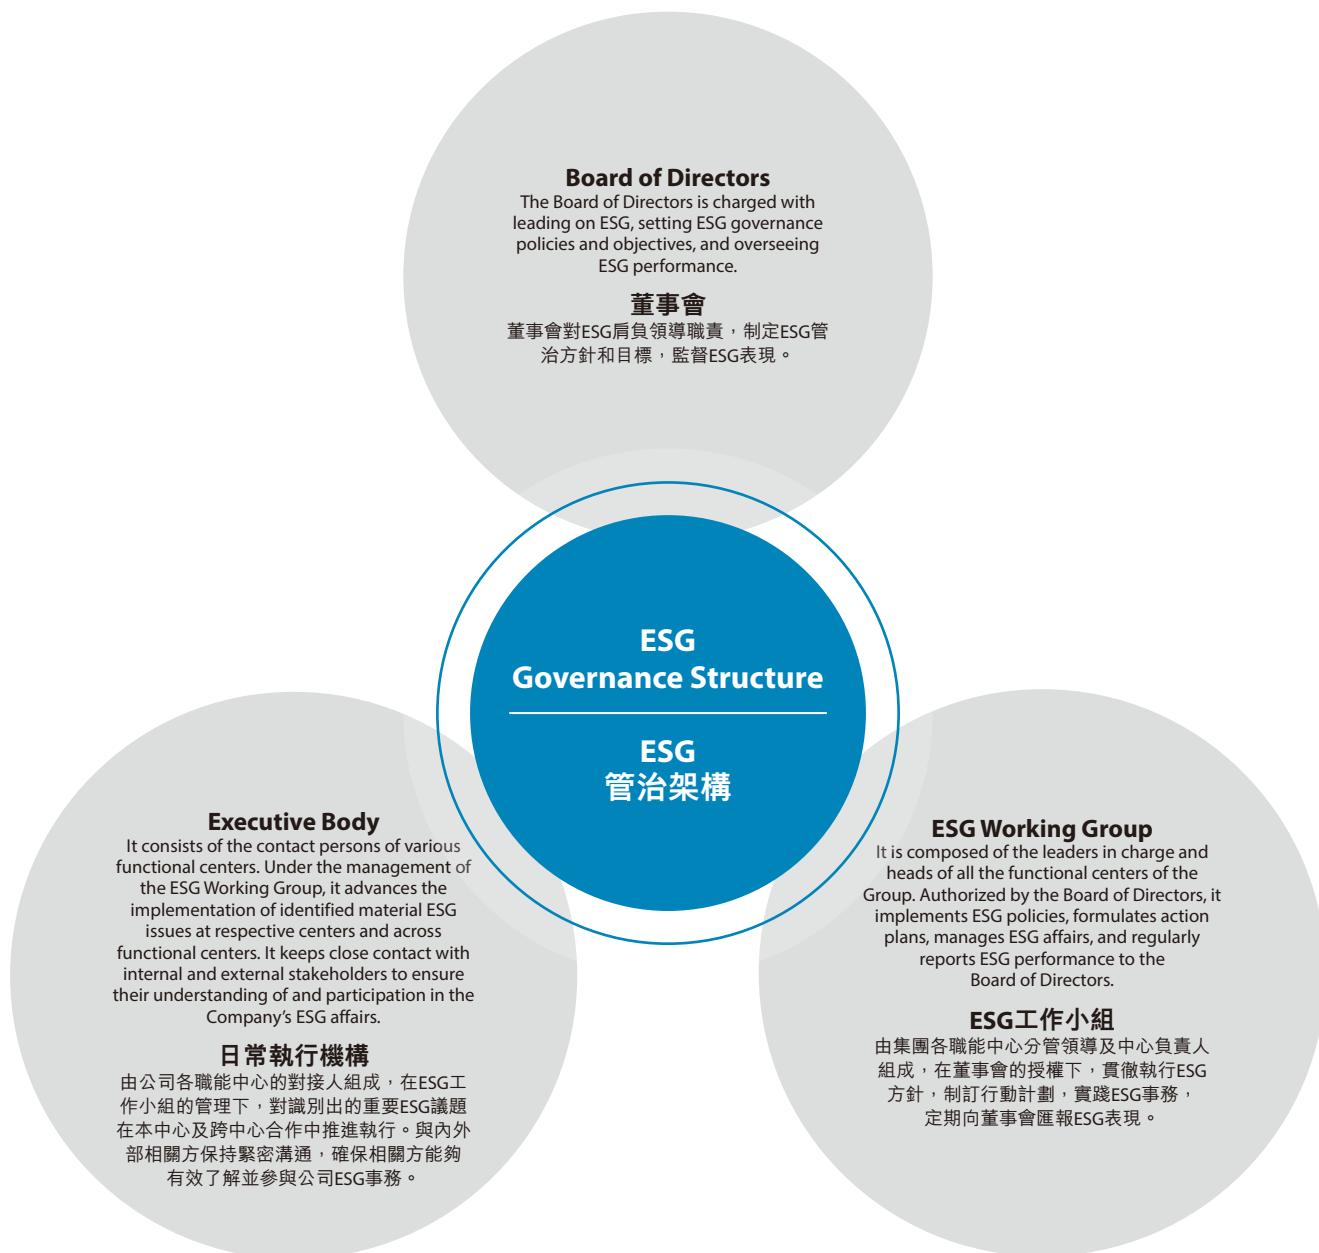 Board of Directors
The Board of Directors is charged with
leading on ESG, setting ESG governance
policies and objectives, and overseeing
ESG performance.
董事會
董事會對ESG肩負領導職責，制定ESG管
治方針和目標，監督ESG表現。
ESG
Governance Structure
ESG
管治架構
Executive Body
It consists of the contact persons of various
functional centers. Under the management of
the ESG Working Group, it advances the
implementation of identified material ESG
issues at respective centers and across
functional centers. It keeps close contact with
internal and external stakeholders to ensure
their understanding of and participation in the
Company’s ESG affairs.
日常執行機構
由公司各職能中心的對接人組成，在ESG工
作小組的管理下，對識別出的重要ESG議題
在本中心及跨中心合作中推進執行。與內外
部相關方保持緊密溝通，確保相關方能夠
有效了解並參與公司ESG事務。
ESG Working Group
It is composed of the leaders in charge and
heads of all the functional centers of the
Group. Authorized by the Board of Directors, it
implements ESG policies, formulates action
plans, manages ESG affairs, and regularly
reports ESG performance to the
Board of Directors.
ESG工作小組
由集團各職能中心分管領導及中心負責人
組成，在董事會的授權下，貫徹執行ESG
方針，制訂行動計劃，實踐ESG事務，
定期向董事會匯報ESG表現。